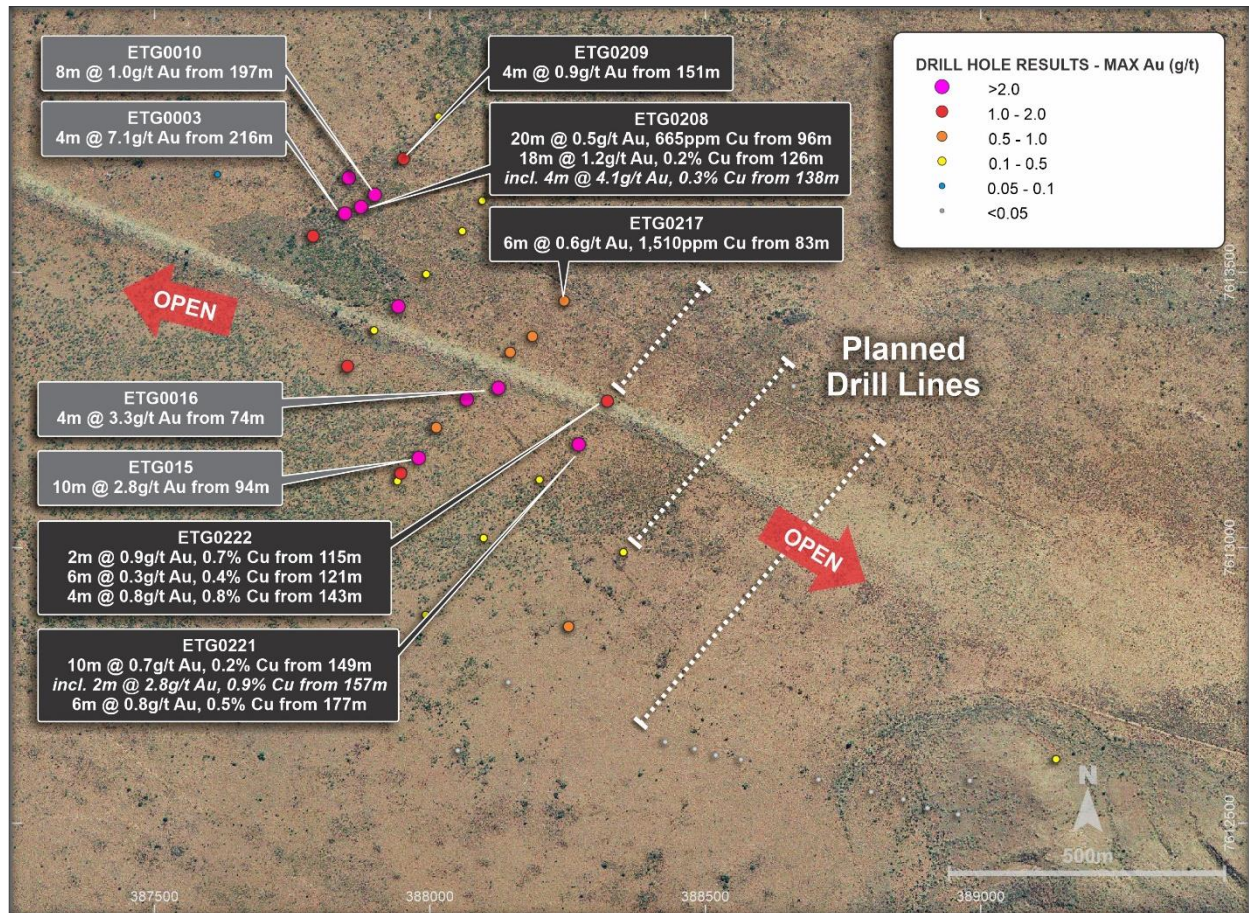 ETG0010
8m @ 1.0g/t Au from 197m
ETG0003
4m @ 7.1g/t Au from 216m
ETG0209
4m @ 0.9g/t Au from 151m
ETG0208
20m @ 0.5g/t Au, 665ppm Cu from 96m
18m @ 1.2g/t Au, 0.2% Cu from 126m
incl. 4m @ 4.1g/t Au, 0.3% Cu from 138m
ETG0217
6m @ 0.6g/t Au, 1,510ppm Cu from 83m
DRILL HOLE RESULTS - MAX Au (g/t)
>2.0
1.0 - 2.0
0.5 - 1.0
0.1 - 0.5
0.05 - 0.1
<0.05
7613500
OPEN
Planned
Drill Lines
ETG0016
4m @ 3.3g/t Au from 74m
ETG015
10m @ 2.8g/t Au from 94m
ETG0222
2m @ 0.9g/t Au, 0.7% Cu from 115m
6m @ 0.3g/t Au, 0.4% Cu from 121m
4m @ 0.8g/t Au, 0.8% Cu from 143m
OPEN
7613000
ETG0221
10m @ 0.7g/t Au, 0.2% Cu from 149m
incl. 2m @ 2.8g/t Au, 0.9% Cu from 157m
6m @ 0.8g/t Au, 0.5% Cu from 177m
N
500m
7612500
387500
388000
388500
389000